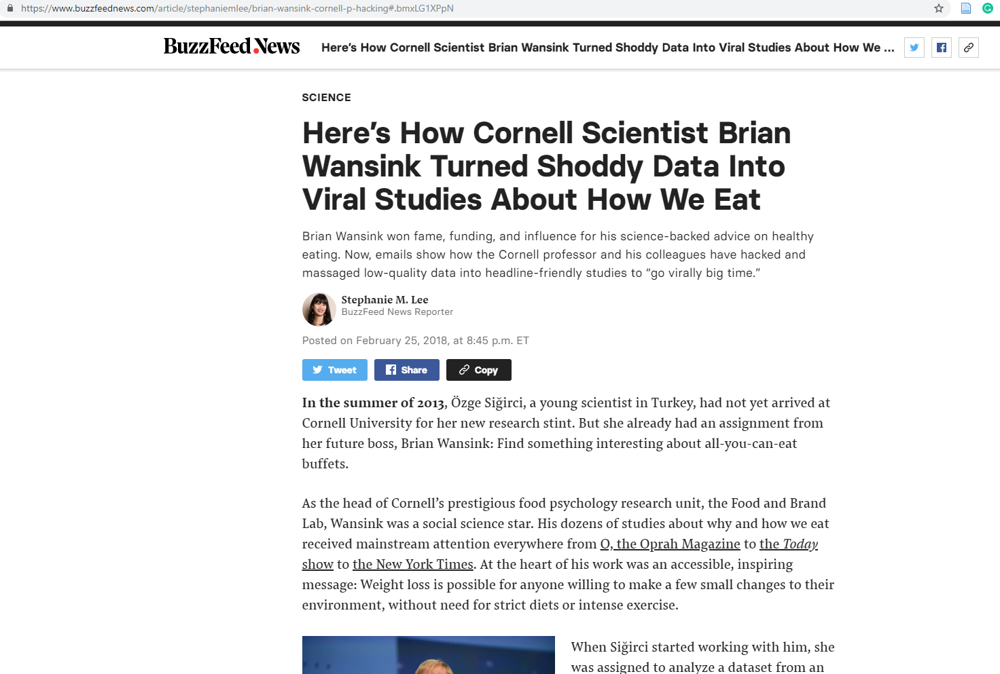 https://www.buzzfeednews.com/article/stephaniemlee/brian-wansink-cornell-p-hacking#.bmxLG1XPpN
BuzzFeed News
Here’s How Cornell Scientist Brian Wansink Turned Shoddy Data Into Viral Studies About How We ...
SCIENCE
Here’s How Cornell Scientist Brian
Wansink Turned Shoddy Data Into
Viral Studies About How We Eat
Brian Wansink won fame, funding, and influence for his science-backed advice on healthy
eating. Now, emails show how the Cornell professor and his colleagues have hacked and
massaged low-quality data into headline-friendly studies to “go virally big time.”
Stephanie M. Lee
BuzzFeed News Reporter
Posted on February 25, 2018, at 8:45 p.m. ET
Tweet
Share
Copy
In the summer of 2013, Özge Siğirci, a young scientist in Turkey, had not yet arrived at
Cornell University for her new research stint. But she already had an assignment from
her future boss, Brian Wansink: Find something interesting about all-you-can-eat
buffets.
As the head of Cornell’s prestigious food psychology research unit, the Food and Brand
Lab, Wansink was a social science star. His dozens of studies about why and how we eat
received mainstream attention everywhere from O, the Oprah Magazine to the Today
show to the New York Times. At the heart of his work was an accessible, inspiring
message: Weight loss is possible for anyone willing to make a few small changes to their
environment, without need for strict diets or intense exercise.
When Siğirci started working with him, she
was assigned to analyze a dataset from an